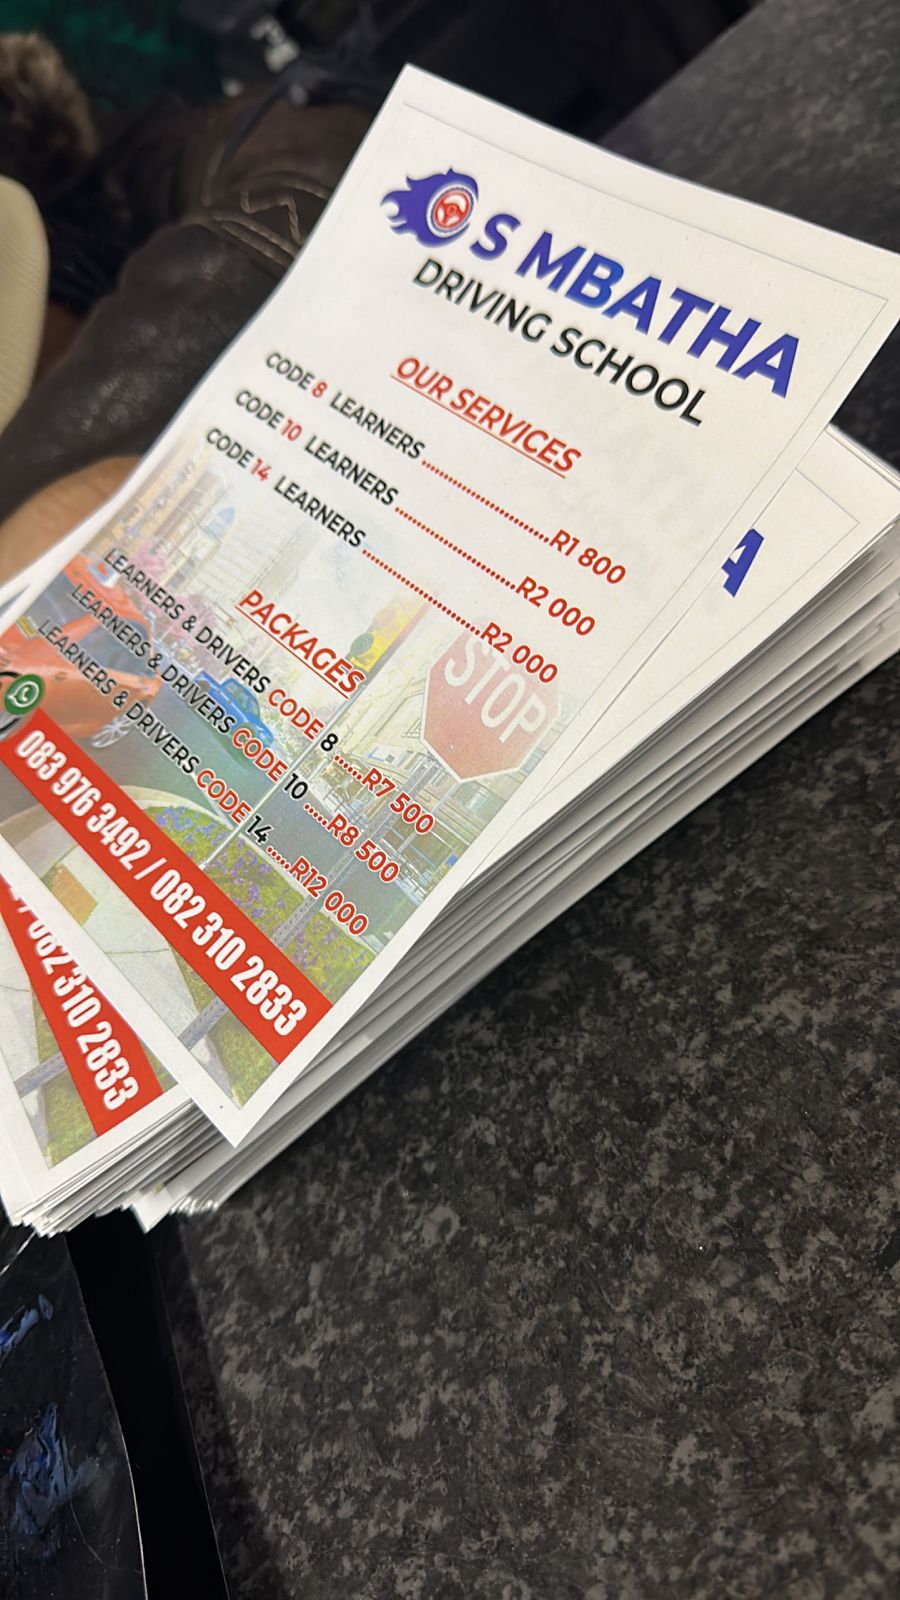 S MBATHA
DRIVING SCHOOL
OUR SERVICES
CODE 8 LEARNERS..............................R1 800
CODE 10 LEARNERS..............................R2 000
CODE 14 LEARNERS..............................R2 000
PACKAGES
LEARNERS & DRIVERS CODE 8......R7 500
LEARNERS & DRIVERS CODE 10.....R8 500
LEARNERS & DRIVERS CODE 14.....R12 000
STOP
083 976 3492 / 082 310 2833
A
/ 082 310 2833